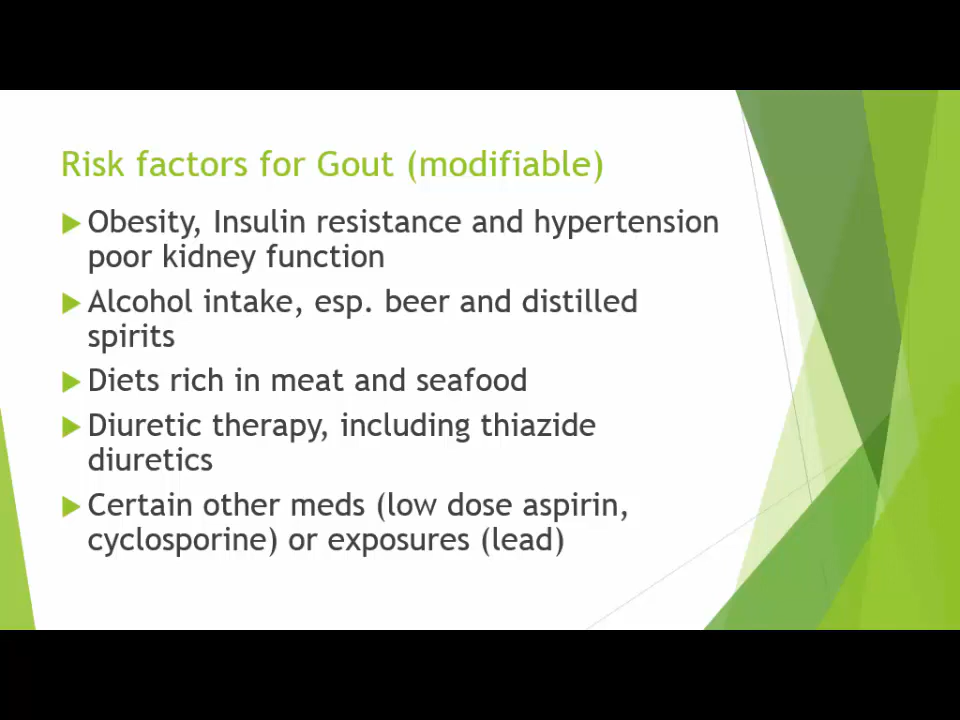 Risk factors for Gout (modifiable)
Obesity, Insulin resistance and hypertension
poor kidney function
Alcohol intake, esp. beer and distilled
spirits
Diets rich in meat and seafood
Diuretic therapy, including thiazide
diuretics
Certain other meds (low dose aspirin,
cyclosporine) or exposures (lead)